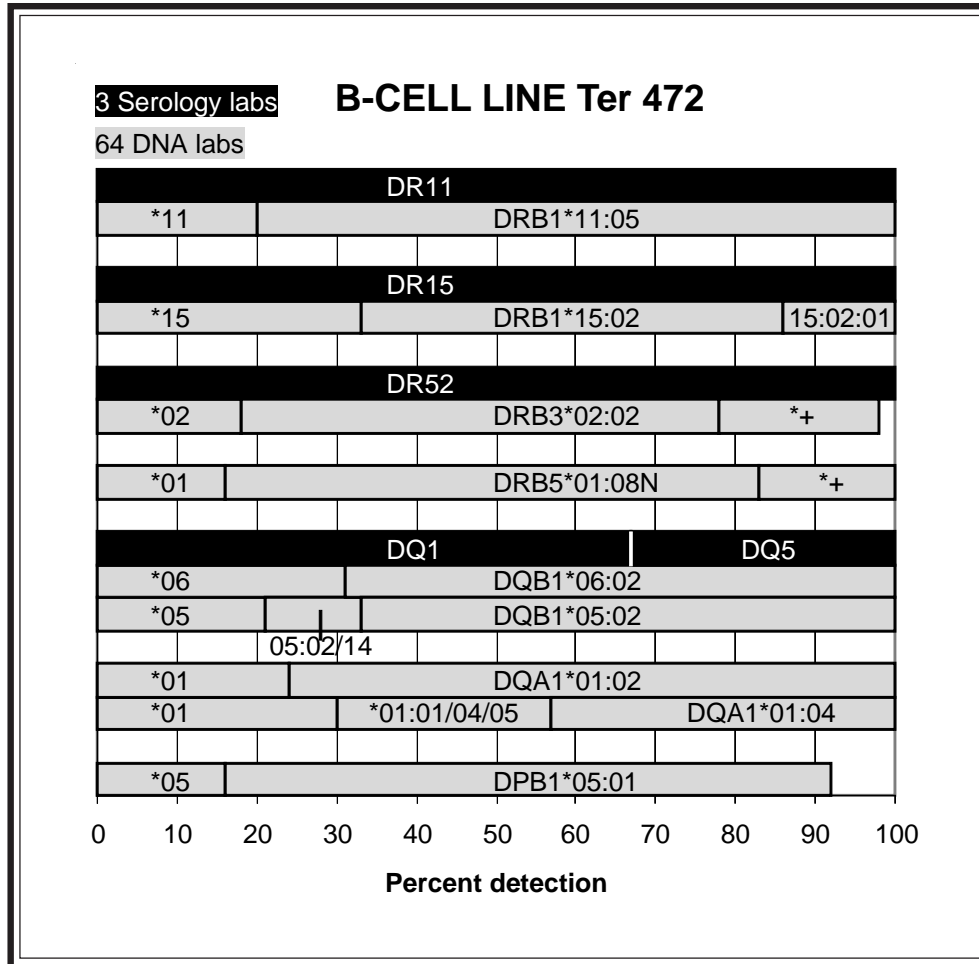 3 Serology labs B-CELL LINE Ter 472
64 DNA labs
DR11
*11 DRB1*11:05
DR15
*15 DRB1*15:02 15:02:01
DR52
*02 DRB3*02:02 *+
*01 DRB5*01:08N *+
DQ1 DQ5
*06 DQB1*06:02
*05 DQB1*05:02
05:02/14
*01 DQA1*01:02
*01 *01:01/04/05 DQA1*01:04
*05 DPB1*05:01
0 10 20 30 40 50 60 70 80 90 100
Percent detection